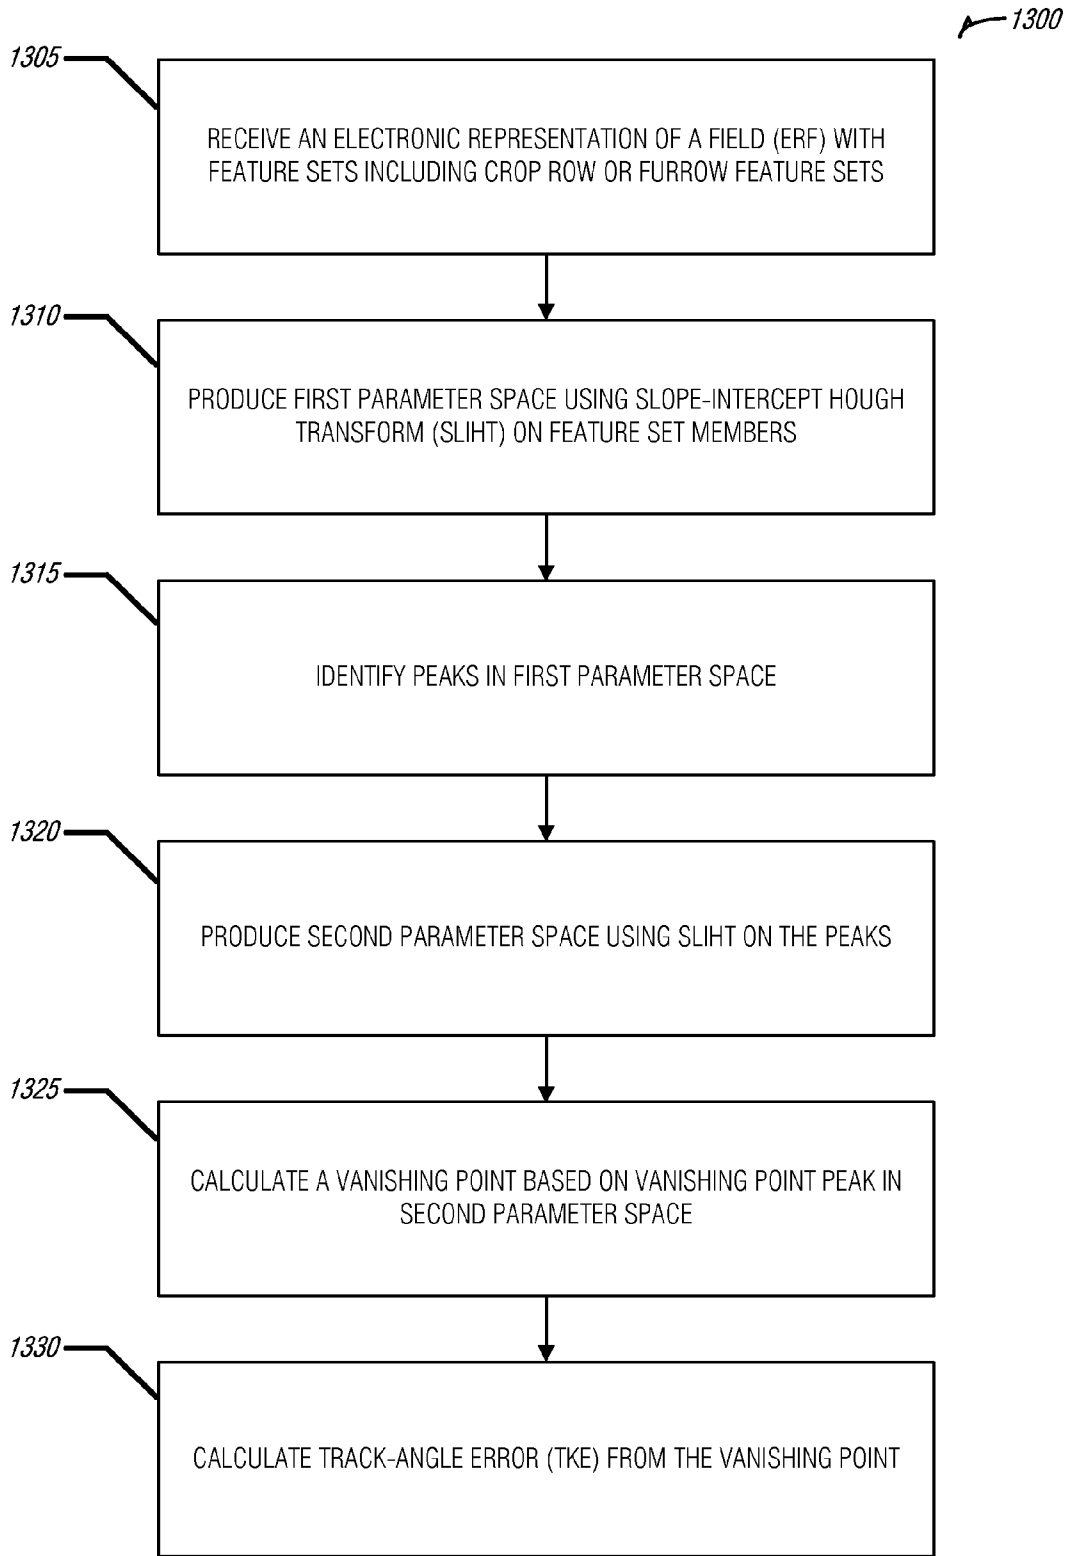 1300
1305
RECEIVE AN ELECTRONIC REPRESENTATION OF A FIELD (ERF) WITH
FEATURE SETS INCLUDING CROP ROW OR FURROW FEATURE SETS
1310
PRODUCE FIRST PARAMETER SPACE USING SLOPE-INTERCEPT HOUGH
TRANSFORM (SLIHT) ON FEATURE SET MEMBERS
1315
IDENTIFY PEAKS IN FIRST PARAMETER SPACE
1320
PRODUCE SECOND PARAMETER SPACE USING SLIHT ON THE PEAKS
1325
CALCULATE A VANISHING POINT BASED ON VANISHING POINT PEAK IN
SECOND PARAMETER SPACE
1330
CALCULATE TRACK-ANGLE ERROR (TKE) FROM THE VANISHING POINT